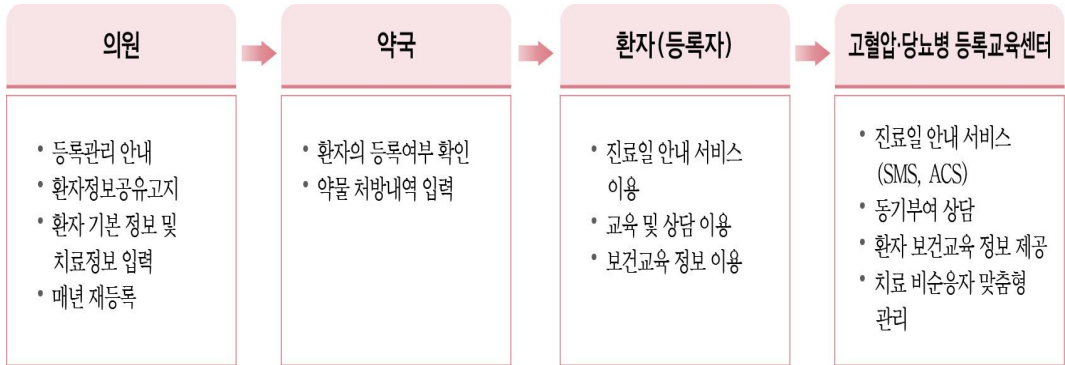 의원
• 등록관리 안내
• 환자정보공유고지
• 환자 기본 정보 및
치료정보 입력
• 매년 재등록
약국
• 환자의 등록여부 확인
• 약물 처방내역 입력
환자(등록자)
• 진료일 안내 서비스
이용
• 교육 및 상담 이용
• 보건교육 정보 이용
고혈압·당뇨병 등록교육센터
• 진료일 안내 서비스
(SMS, ACS)
• 동기부여 상담
• 환자 보건교육 정보 제공
• 치료 비순응자 맞춤형
관리